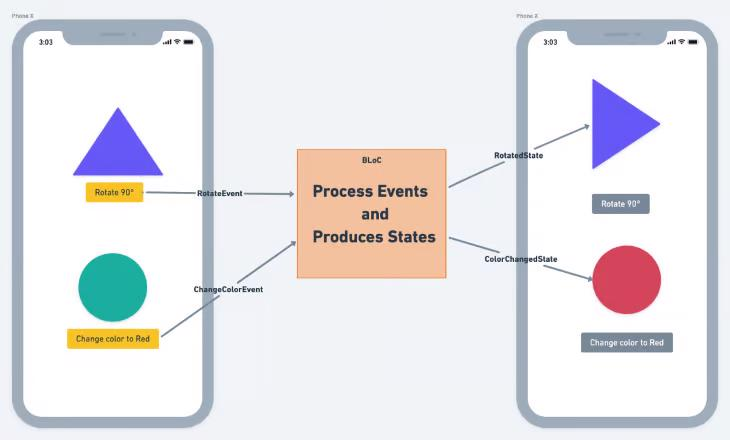 Phone X
3:03
Rotate 90°
Change color to Red
RotateEvent
ChangeColorEvent
BLoC
Process Events
and
Produces States
RotatedState
ColorChangedState
Phone X
3:03
Rotate 90°
Change color to Red